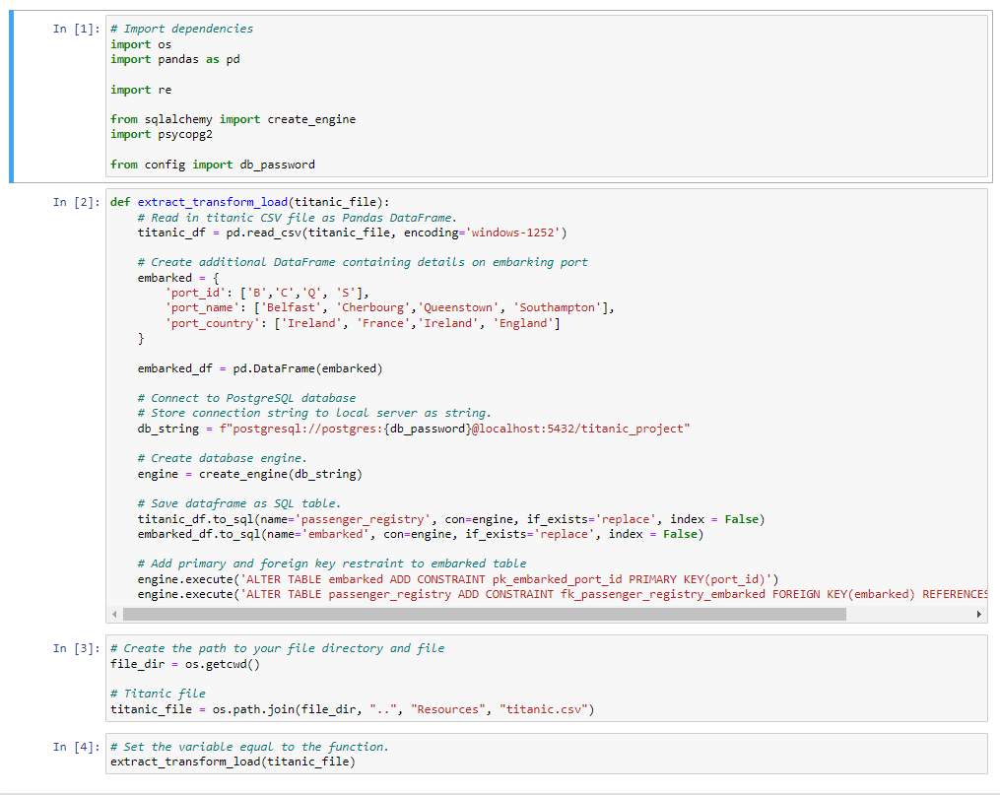 In [1]: # Import dependencies
import os
import pandas as pd
import re
from sqlalchemy import create_engine
import psycopg2
from config import db_password
In [2]: def extract_transform_load(titanic_file):
# Read in titanic CSV file as Pandas DataFrame.
titanic_df = pd.read_csv(titanic_file, encoding='windows-1252')
# Create additional DataFrame containing details on embarking port
embarked = {
'port_id': ['B','C','Q', 'S'],
'port_name': ['Belfast', 'Cherbourg','Queenstown', 'Southampton'],
'port_country': ['Ireland', 'France','Ireland', 'England']
}
embarked_df = pd.DataFrame(embarked)
# Connect to PostgreSQL database
# Store connection string to local server as string.
db_string = f"postgresql://postgres:{db_password}@localhost:5432/titanic_project"
# Create database engine.
engine = create_engine(db_string)
# Save dataframe as SQL table.
titanic_df.to_sql(name='passenger_registry', con=engine, if_exists='replace', index = False)
embarked_df.to_sql(name='embarked', con=engine, if_exists='replace', index = False)
# Add primary and foreign key restraint to embarked table
engine.execute('ALTER TABLE embarked ADD CONSTRAINT pk_embarked_port_id PRIMARY KEY(port_id)')
engine.execute('ALTER TABLE passenger_registry ADD CONSTRAINT fk_passenger_registry_embarked FOREIGN KEY(embarked) REFERENCES
In [3]: # Create the path to your file directory and file
file_dir = os.getcwd()
# Titanic file
titanic_file = os.path.join(file_dir, "..", "Resources", "titanic.csv")
In [4]: # Set the variable equal to the function.
extract_transform_load(titanic_file)